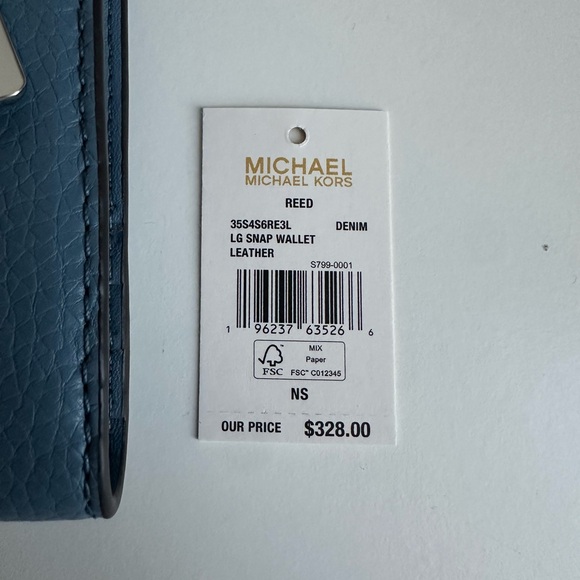 MICHAEL
MICHAEL KORS
REED
35S4S6RE3L DENIM
LG SNAP WALLET
LEATHER
S799-0001
1 96237 63526 6
FSC
MIX
Paper
FSC™ C012345
NS
OUR PRICE $328.00